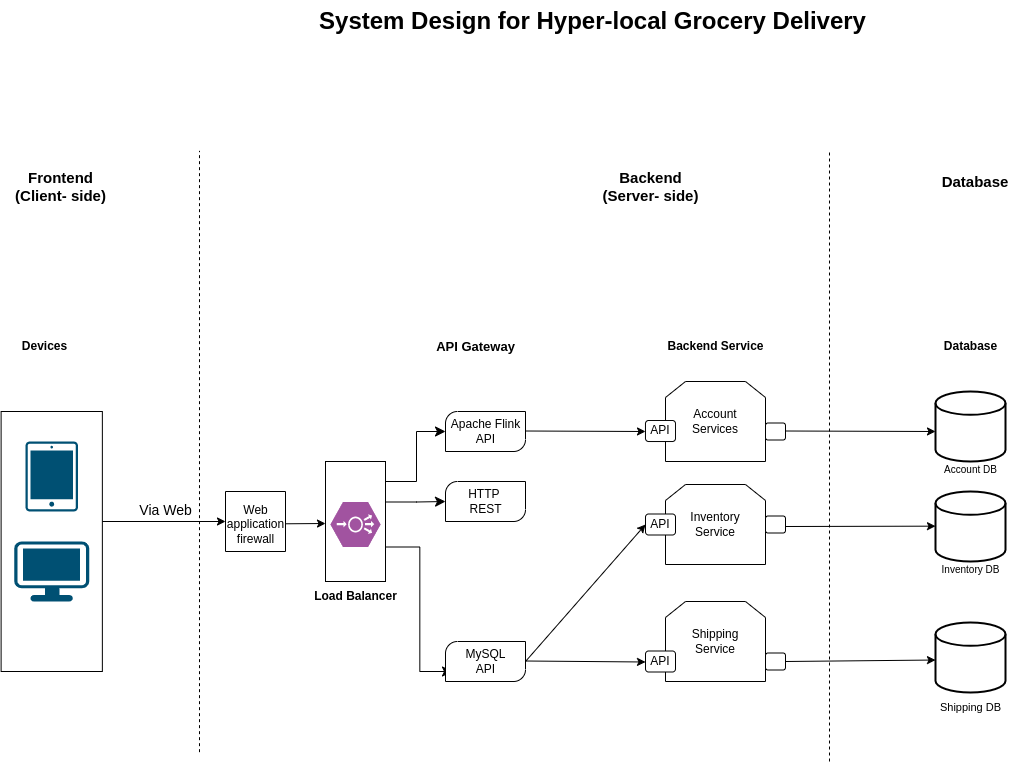 System Design for Hyper-local Grocery Delivery
Frontend
(Client- side)
Backend
(Server- side)
Database
Devices
API Gateway
Backend Service
Database
Via Web
Web
application
firewall
Load Balancer
Apache Flink
API
HTTP
REST
MySQL
API
API
Account
Services
API
Inventory
Service
API
Shipping
Service
Account DB
Inventory DB
Shipping DB